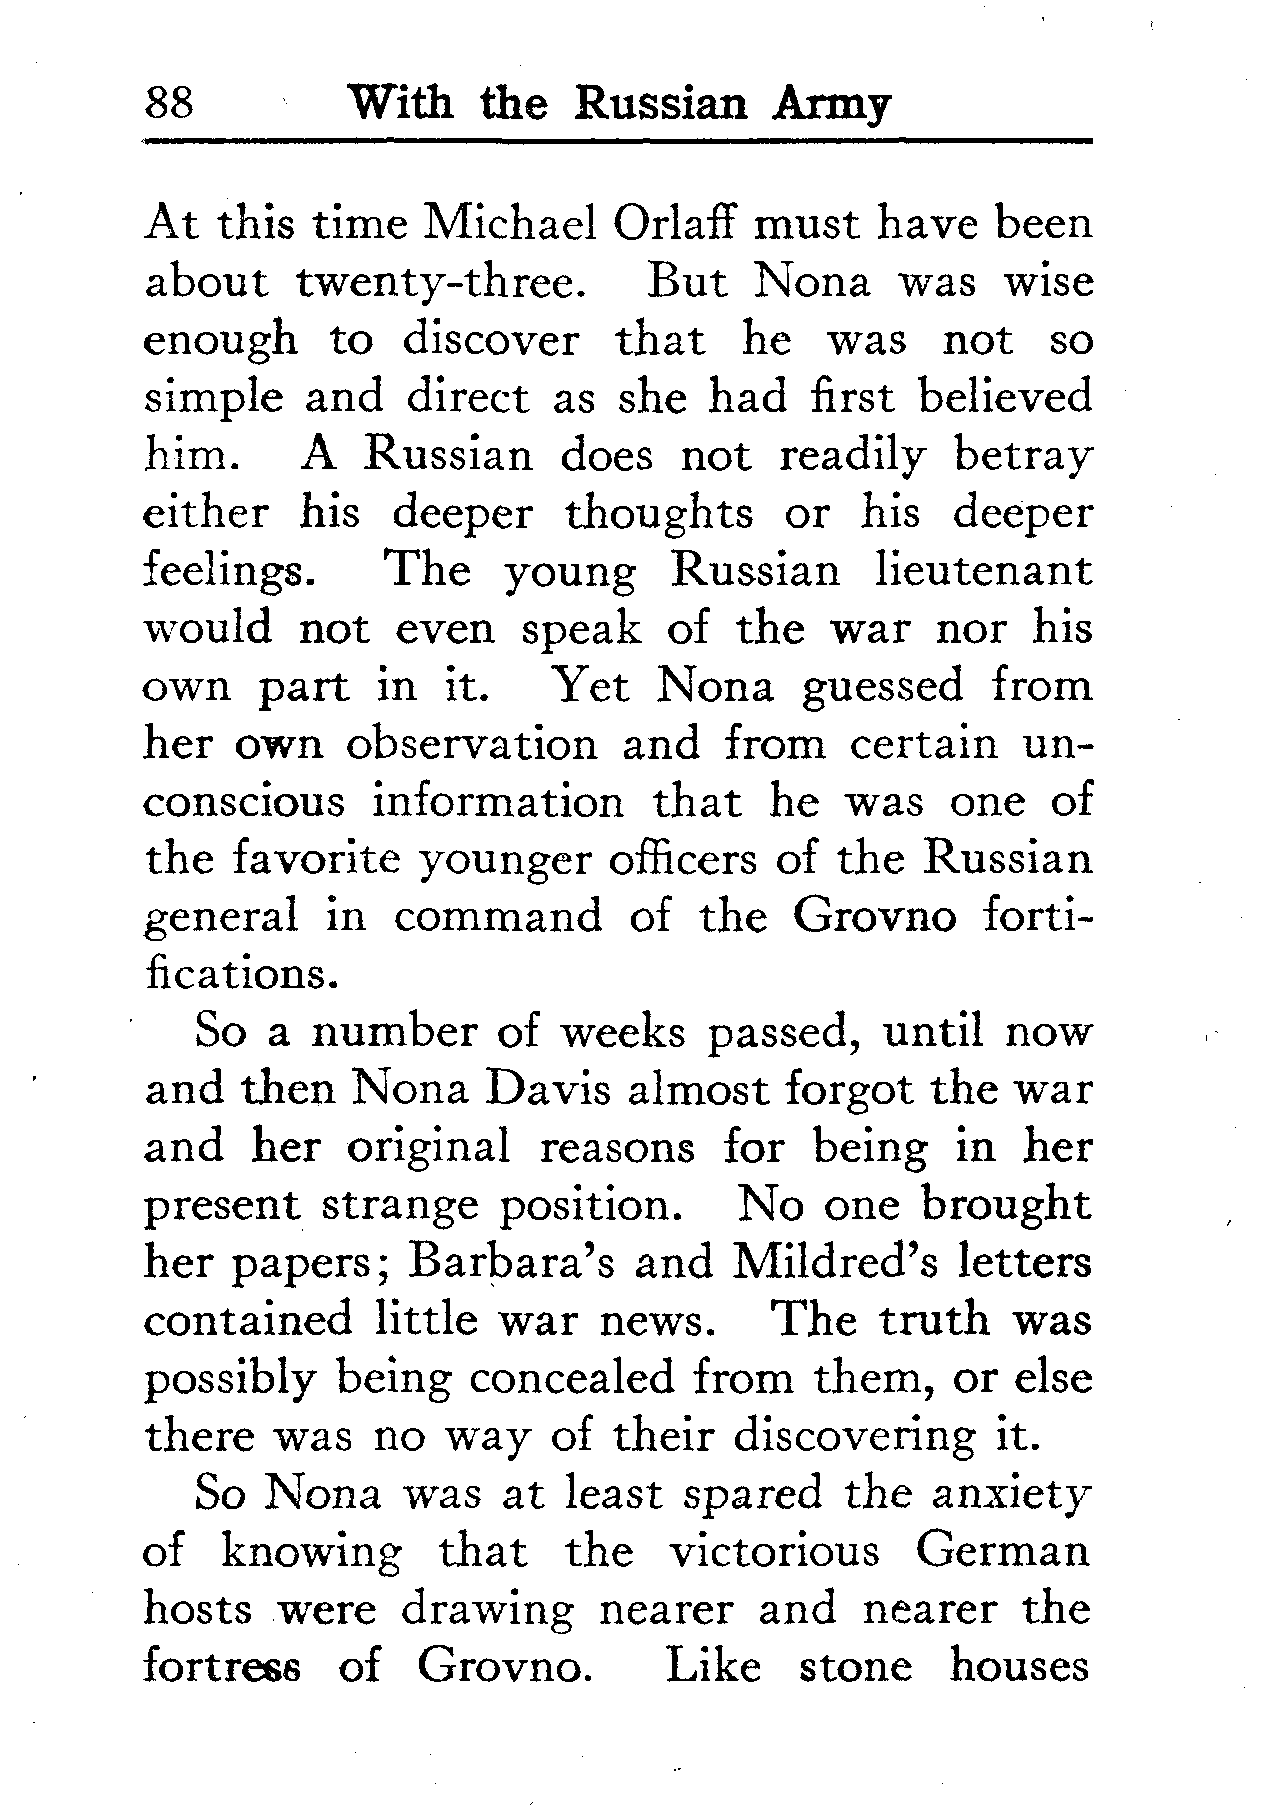 88 With the Russian Army
At this time Michael Orlaff must have been
about twenty-three. But Nona was wise
enough to discover that he was not so
simple and direct as she had first believed
him. A Russian does not readily betray
either his deeper thoughts or his deeper
feelings. The young Russian lieutenant
would not even speak of the war nor his
own part in it. Yet Nona guessed from
her own observation and from certain un-
conscious information that he was one of
the favorite younger officers of the Russian
general in command of the Grovno forti-
fications.
So a number of weeks passed, until now
and then Nona Davis almost forgot the war
and her original reasons for being in her
present strange position. No one brought
her papers; Barbara's and Mildred's letters
contained little war news. The truth was
possibly being concealed from them, or else
there was no way of their discovering it.
So Nona was at least spared the anxiety
of knowing that the victorious German
hosts were drawing nearer and nearer the
fortress of Grovno. Like stone houses